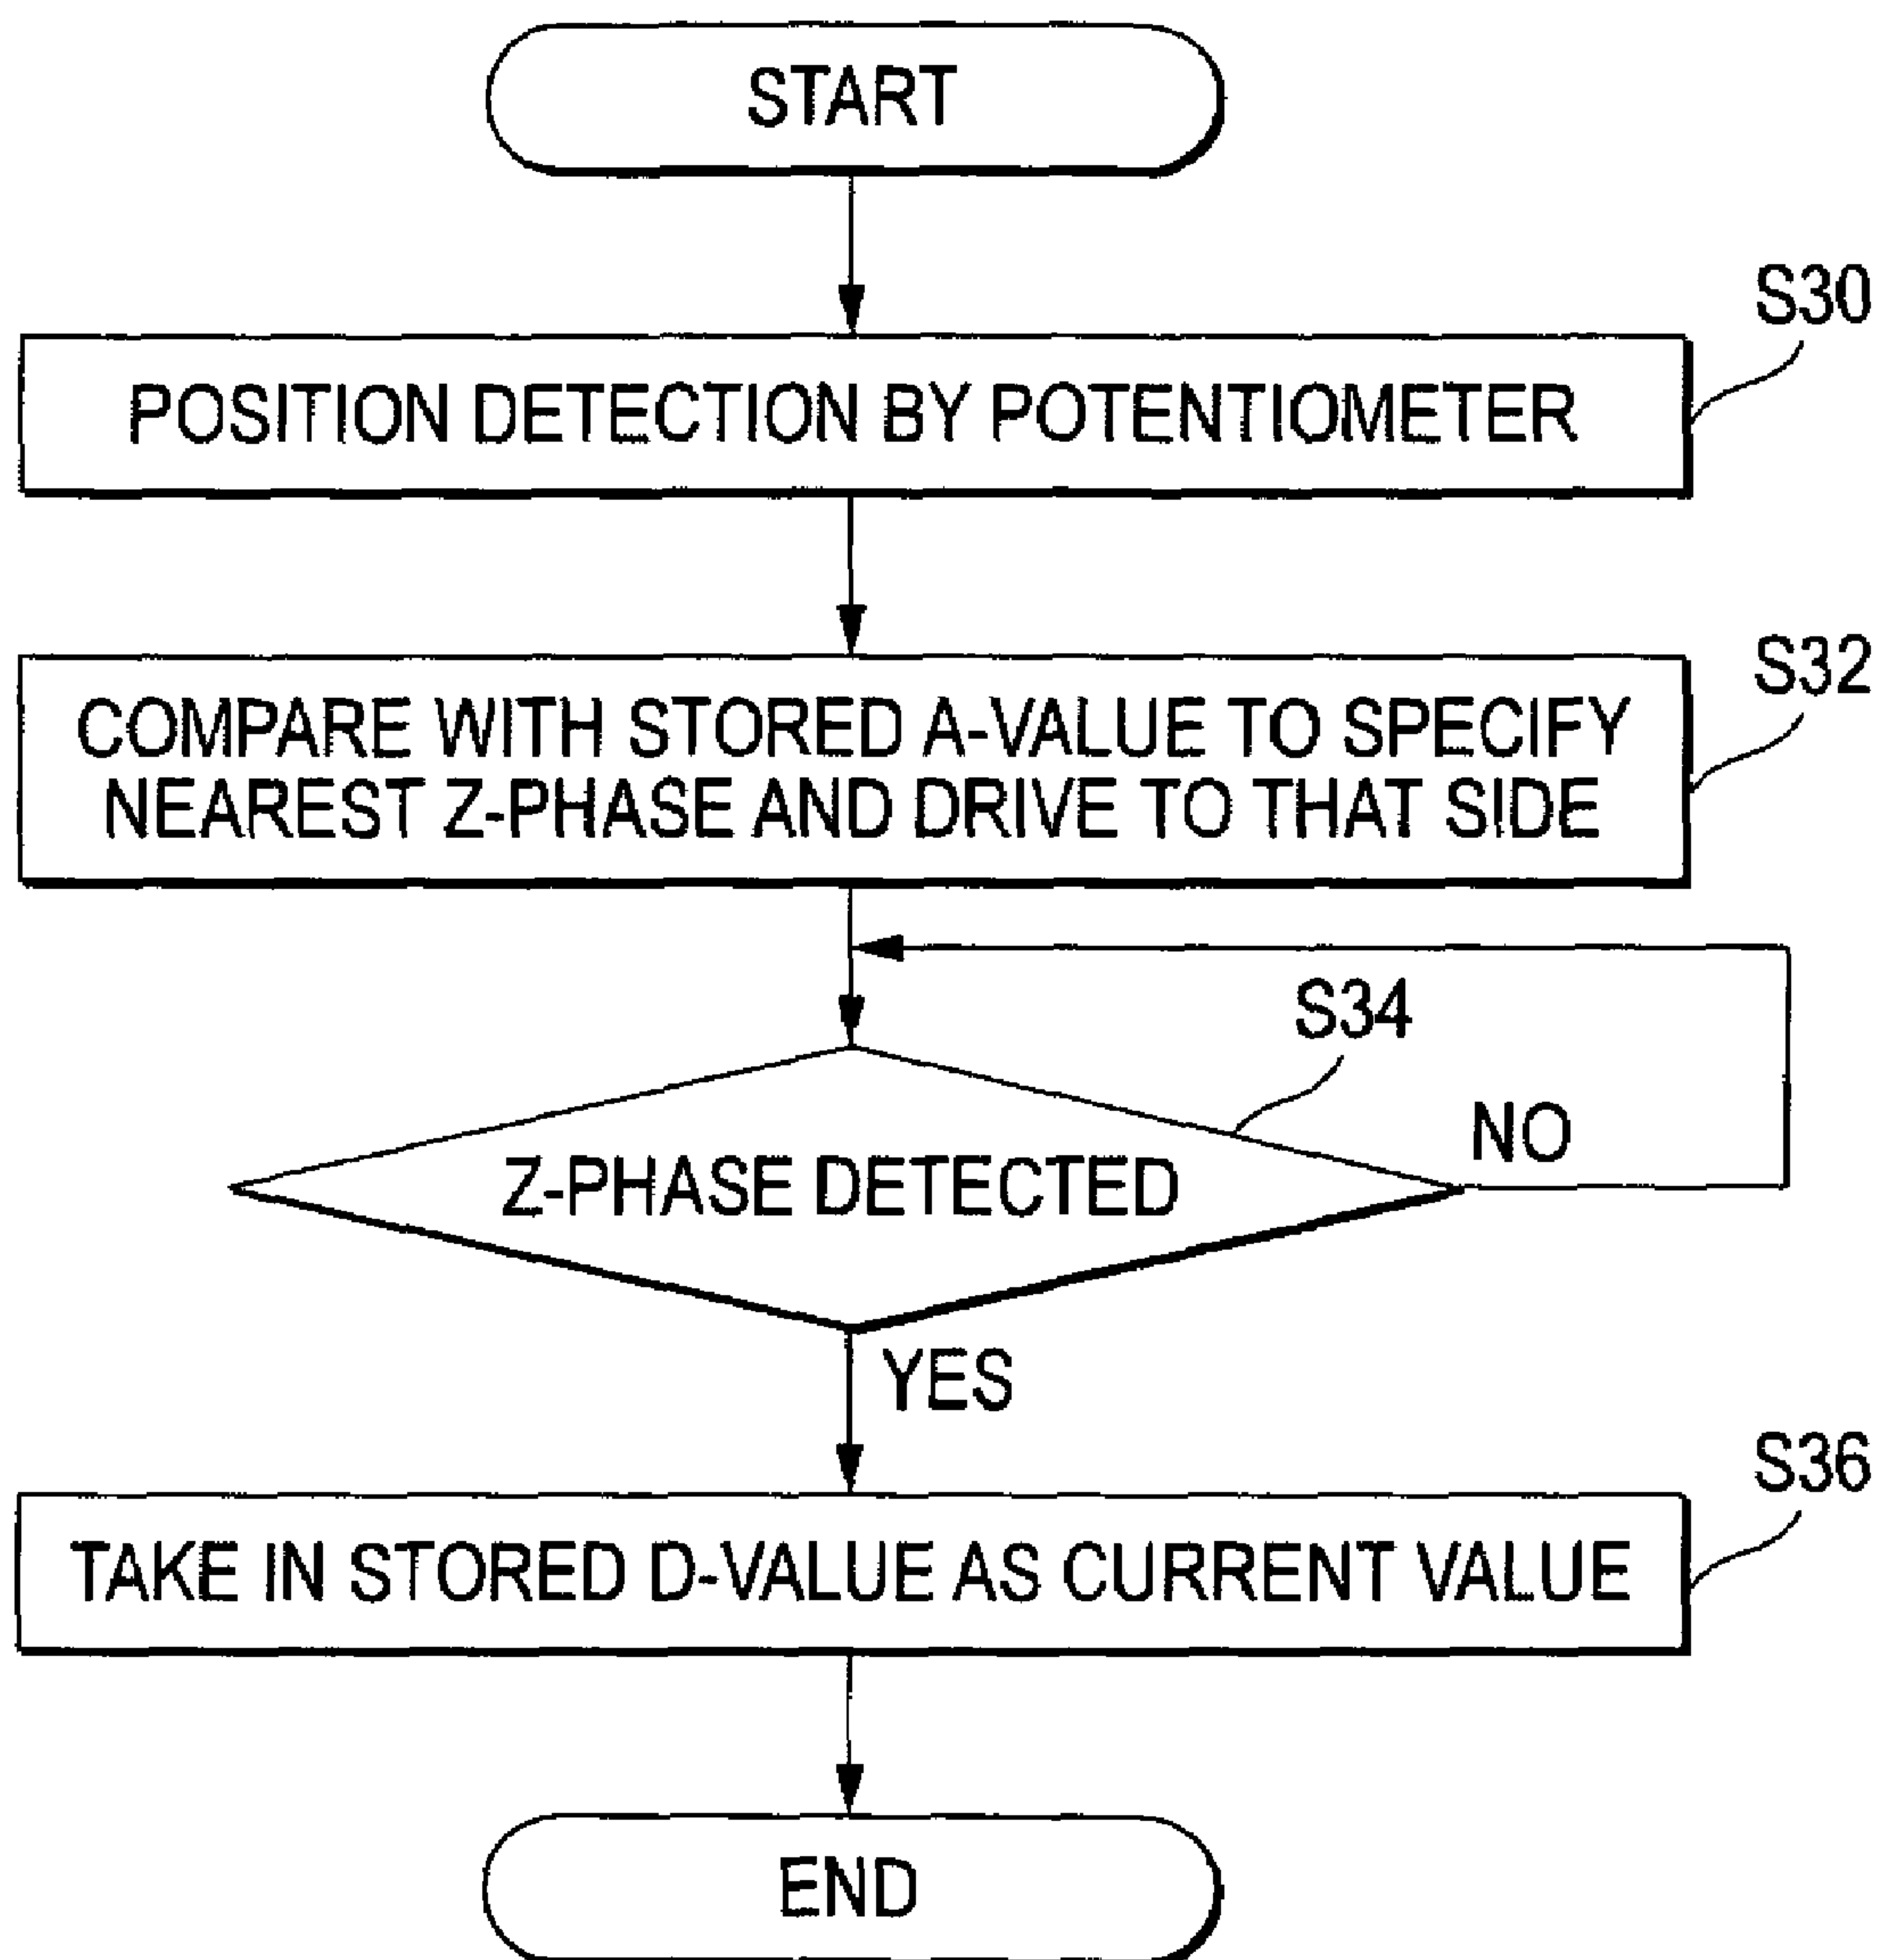 START
S30
POSITION DETECTION BY POTENTIOMETER
S32
COMPARE WITH STORED A-VALUE TO SPECIFY
NEAREST Z-PHASE AND DRIVE TO THAT SIDE
S34
NO
Z-PHASE DETECTED
YES
S36
TAKE IN STORED D-VALUE AS CURRENT VALUE
END